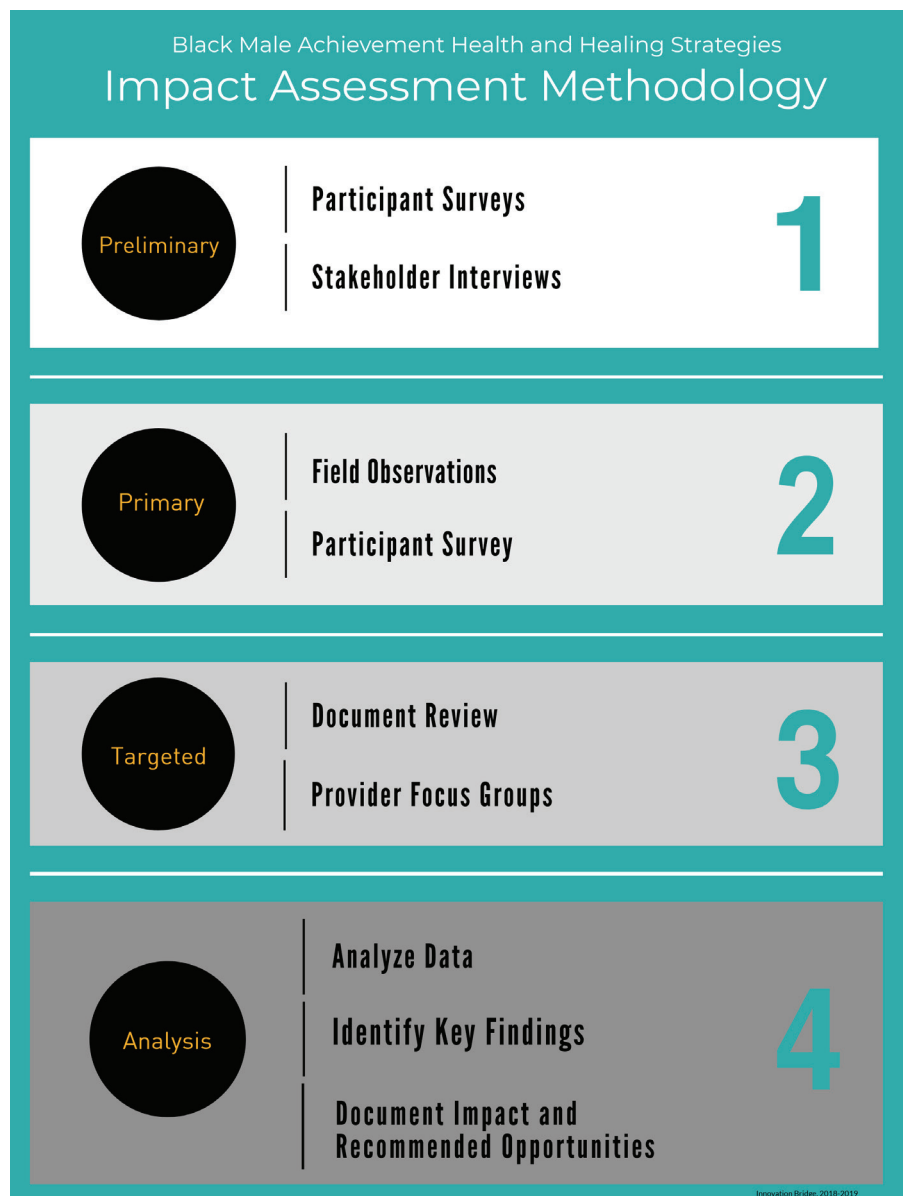 Black Male Achievement Health and Healing Strategies
Impact Assessment Methodology
Preliminary
Participant Surveys
Stakeholder Interviews
1
Primary
Field Observations
Participant Survey
2
Targeted
Document Review
Provider Focus Groups
3
Analysis
Analyze Data
Identify Key Findings
Document Impact and
Recommended Opportunities
4
Innovation Bridge, 2018-2019